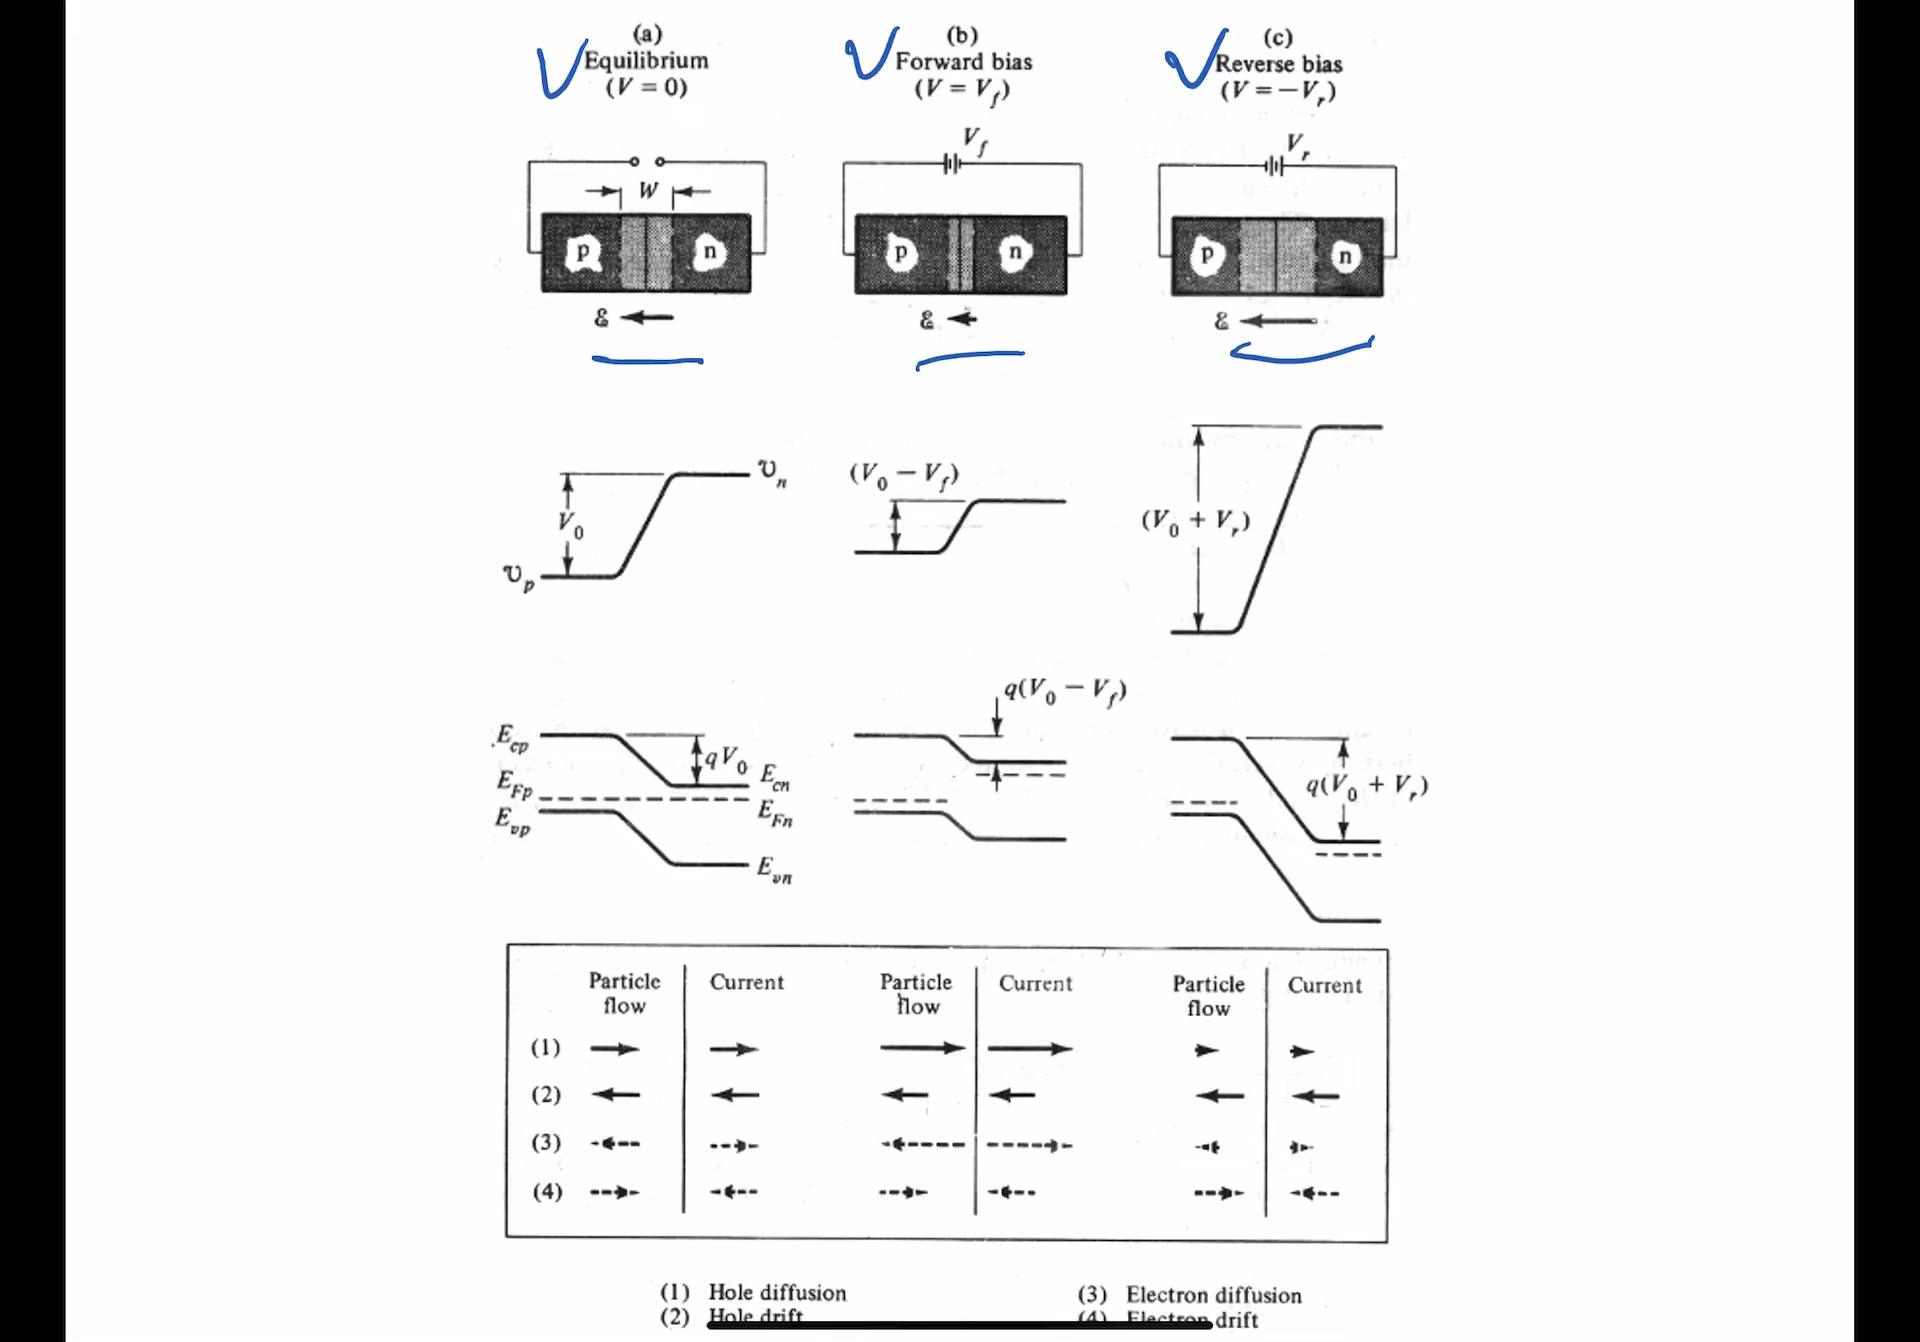 (a)
Equilibrium
(V = 0)
(b)
Forward bias
(V = V_f)
(c)
Reverse bias
(V = −V_r)
V_f
V_r
W
p n
p n
p n
ℰ
ℰ
ℰ
V_0
𝒱_n
𝒱_p
(V_0 − V_f)
(V_0 + V_r)
q(V_0 − V_f)
E_cp
qV_0
E_cn
E_Fp
E_Fn
E_vp
E_vn
q(V_0 + V_r)
Particle flow Current Particle flow Current Particle flow Current
(1)
(2)
(3)
(4)
(1) Hole diffusion
(2) Hole drift
(3) Electron diffusion
(4) Electron drift